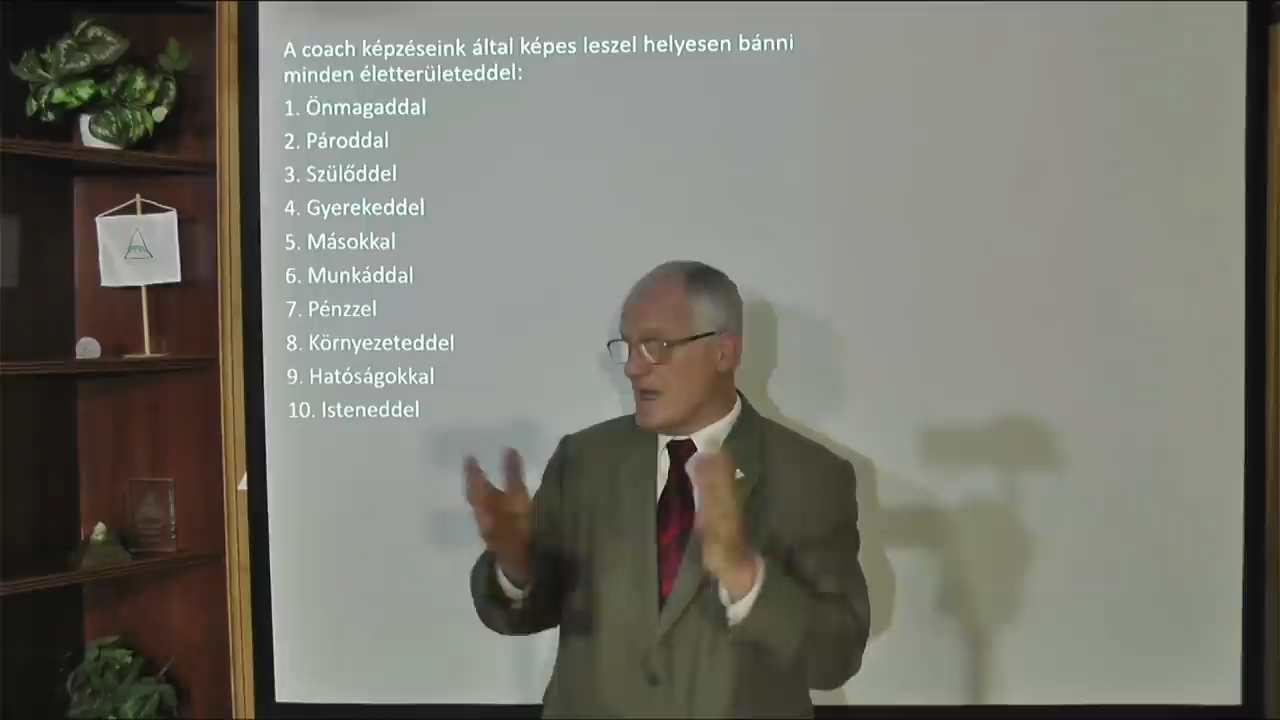 A coach képzéseink által képes leszel helyesen bánni
minden életterületeddel:
1. Önmagaddal
2. Pároddal
3. Szülőddel
4. Gyerekeddel
5. Másokkal
6. Munkáddal
7. Pénzzel
8. Környezeteddel
9. Hatóságokkal
10. Isteneddel